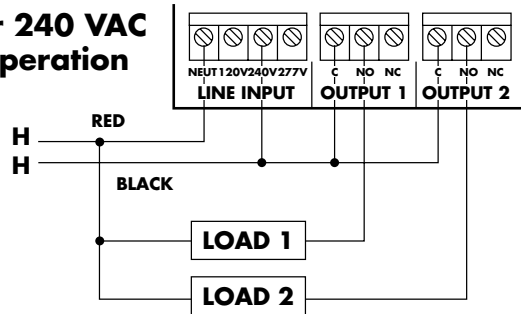 240 VAC
peration
NEUT 120V 240V 277V
C NO NC
C NO NC
LINE INPUT
OUTPUT 1
OUTPUT 2
H RED
H
BLACK
LOAD 1
LOAD 2